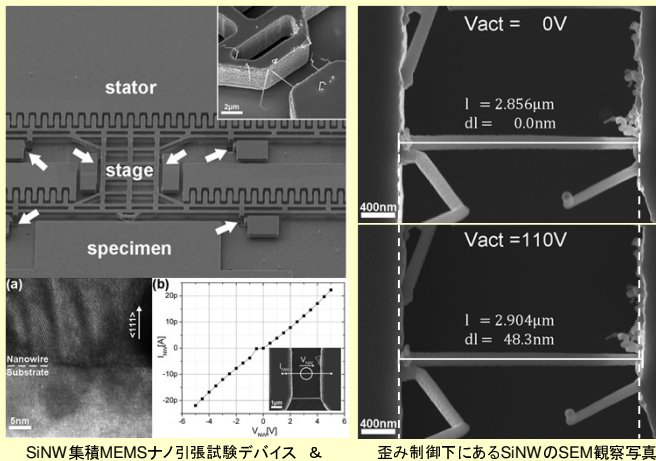 stator
stage
specimen
2μm
(a)
<111>
Nanowire
Substrate
5nm
(b)
I_NW[A]
20p
10p
0
-10p
-20p
-6
-4
-2
0
2
4
6
V_NW[V]
I_NW
V_NW
1μm
Vact = 0V
l = 2.856μm
dl = 0.0nm
400nm
Vact =110V
l = 2.904μm
dl = 48.3nm
400nm
SiNW集積MEMSナノ引張試験デバイス &
歪み制御下にあるSiNWのSEM観察写真